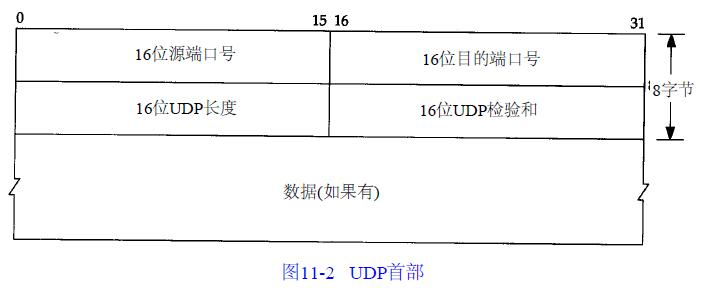 0 15 16 31
16位源端口号 16位目的端口号
8字节
16位UDP长度 16位UDP检验和
数据(如果有)
图11-2 UDP首部